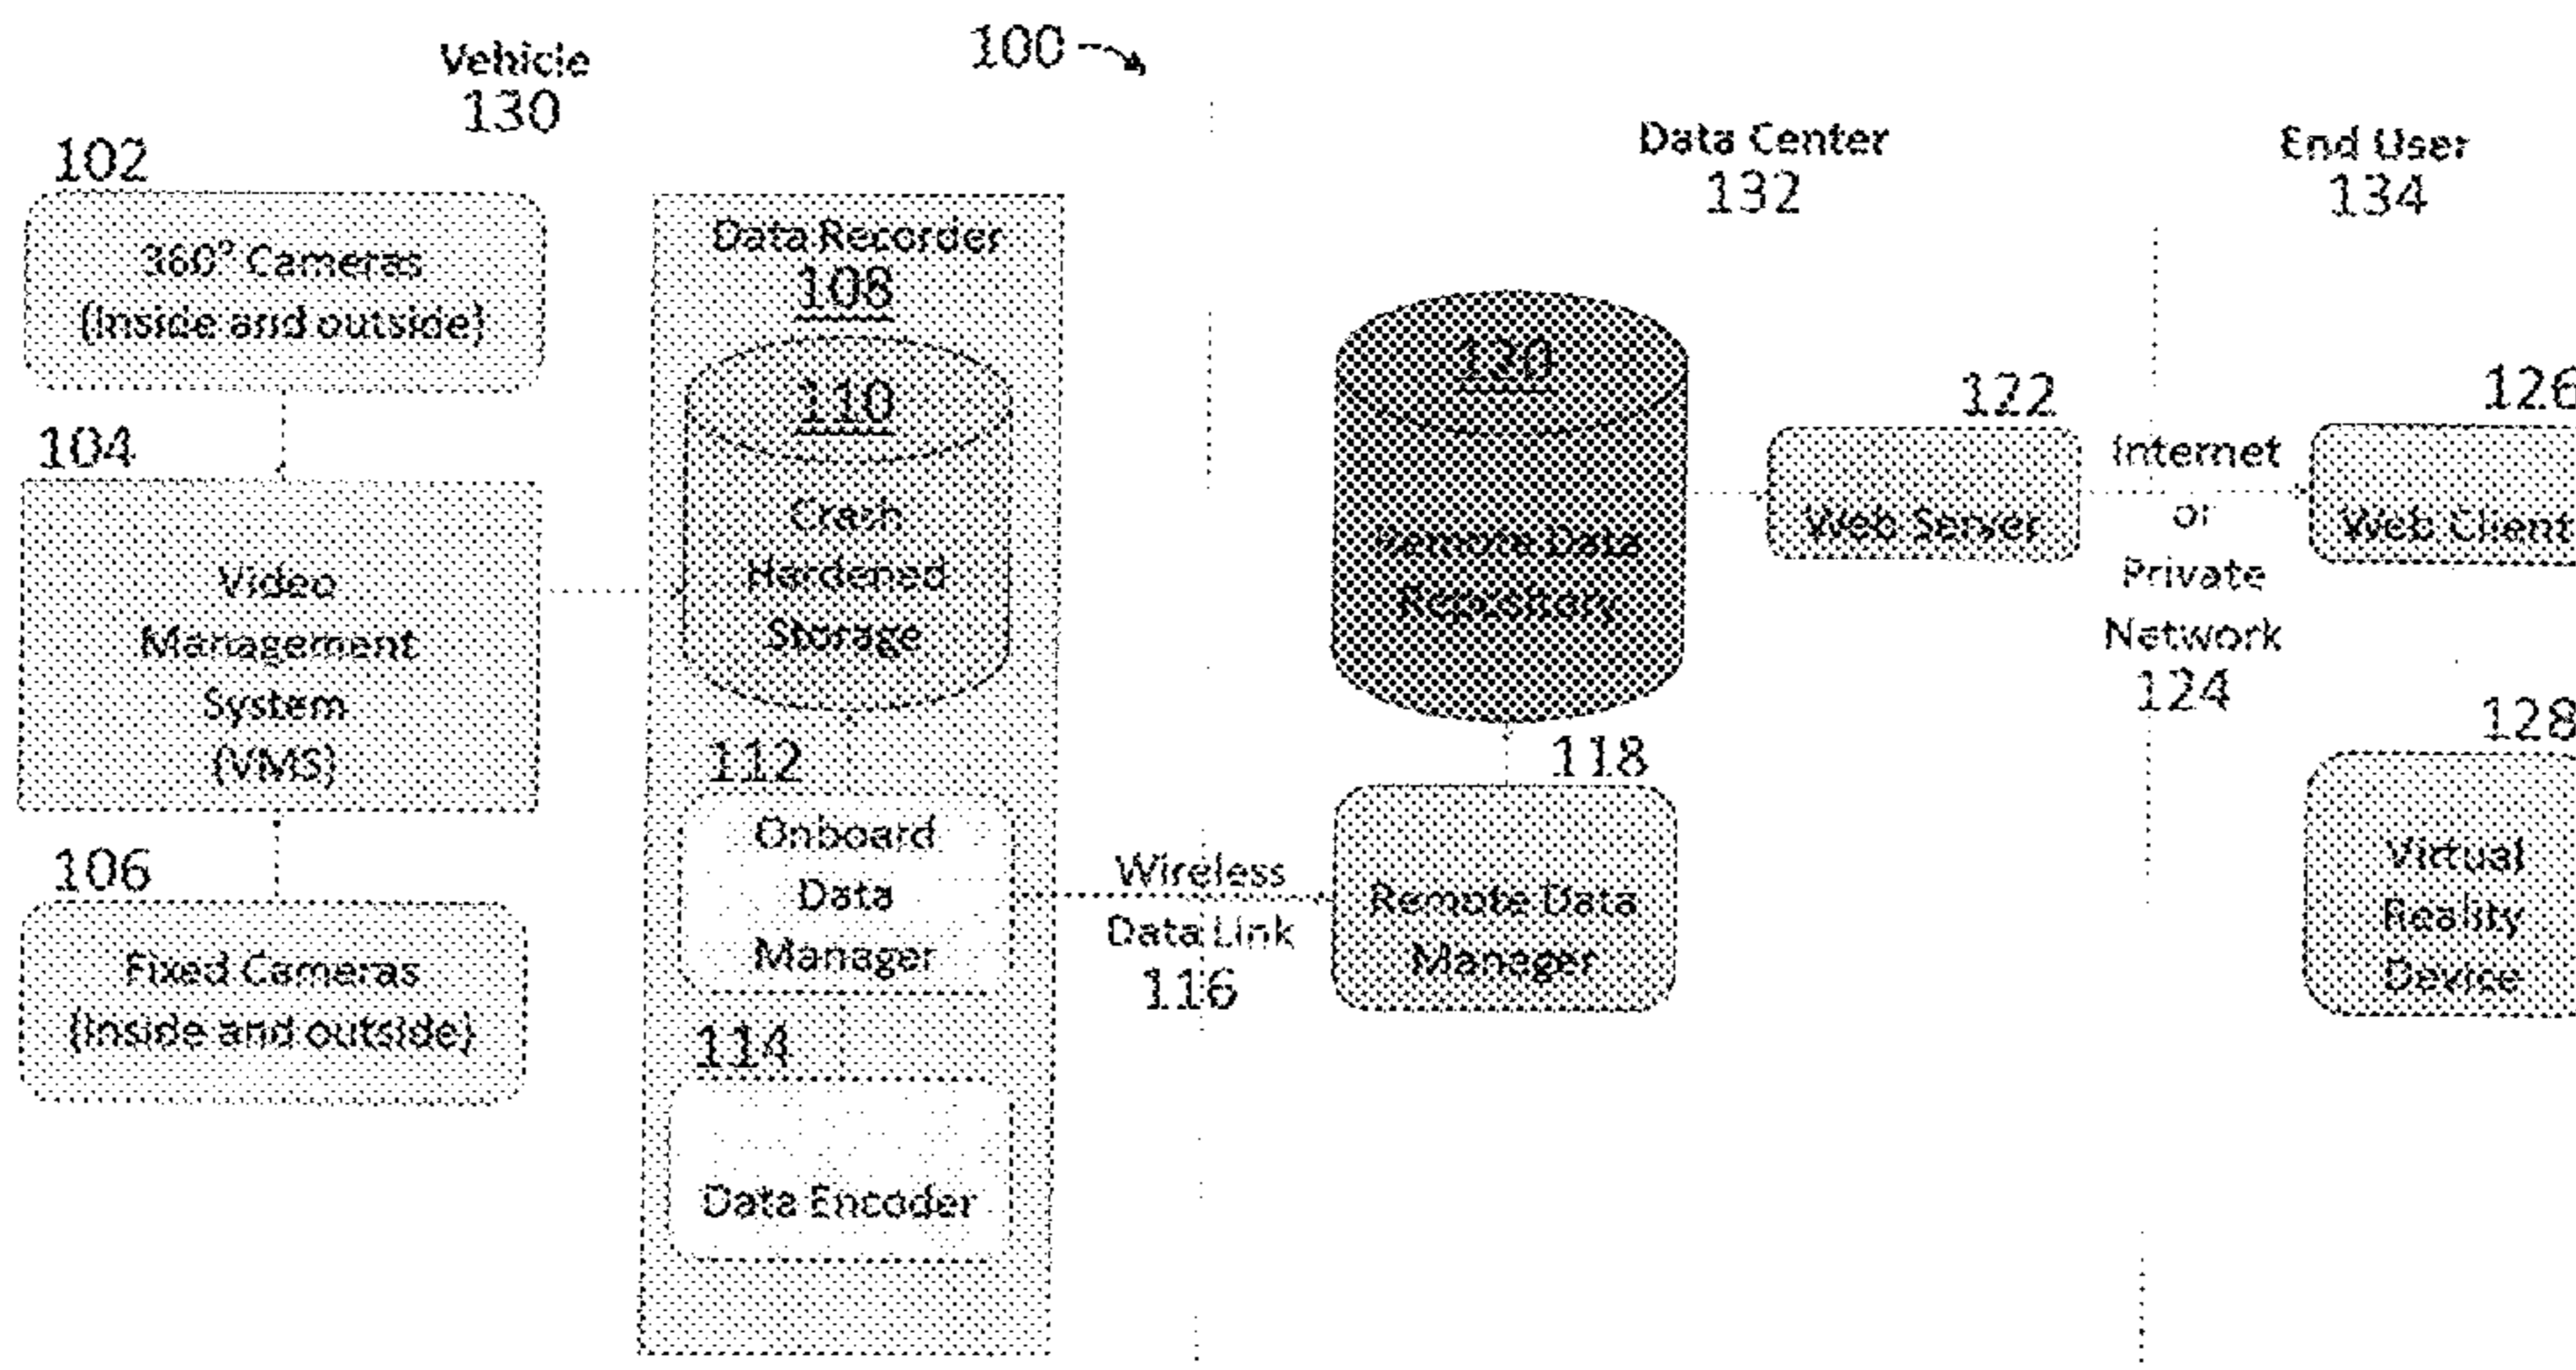 100
Vehicle
130
102
360° Cameras
(Inside and outside)
104
Video
Management
System
(VMS)
106
Fixed Cameras
(Inside and outside)
Data Recorder
108
110
Crash
Hardened
Storage
112
Onboard
Data
Manager
114
Data Encoder
Wireless
Data Link
116
Data Center
132
120
Remote Data
Repository
118
Remote Data
Manager
122
Web Server
Internet
or
Private
Network
124
End User
134
126
Web Client
128
Virtual
Reality
Device